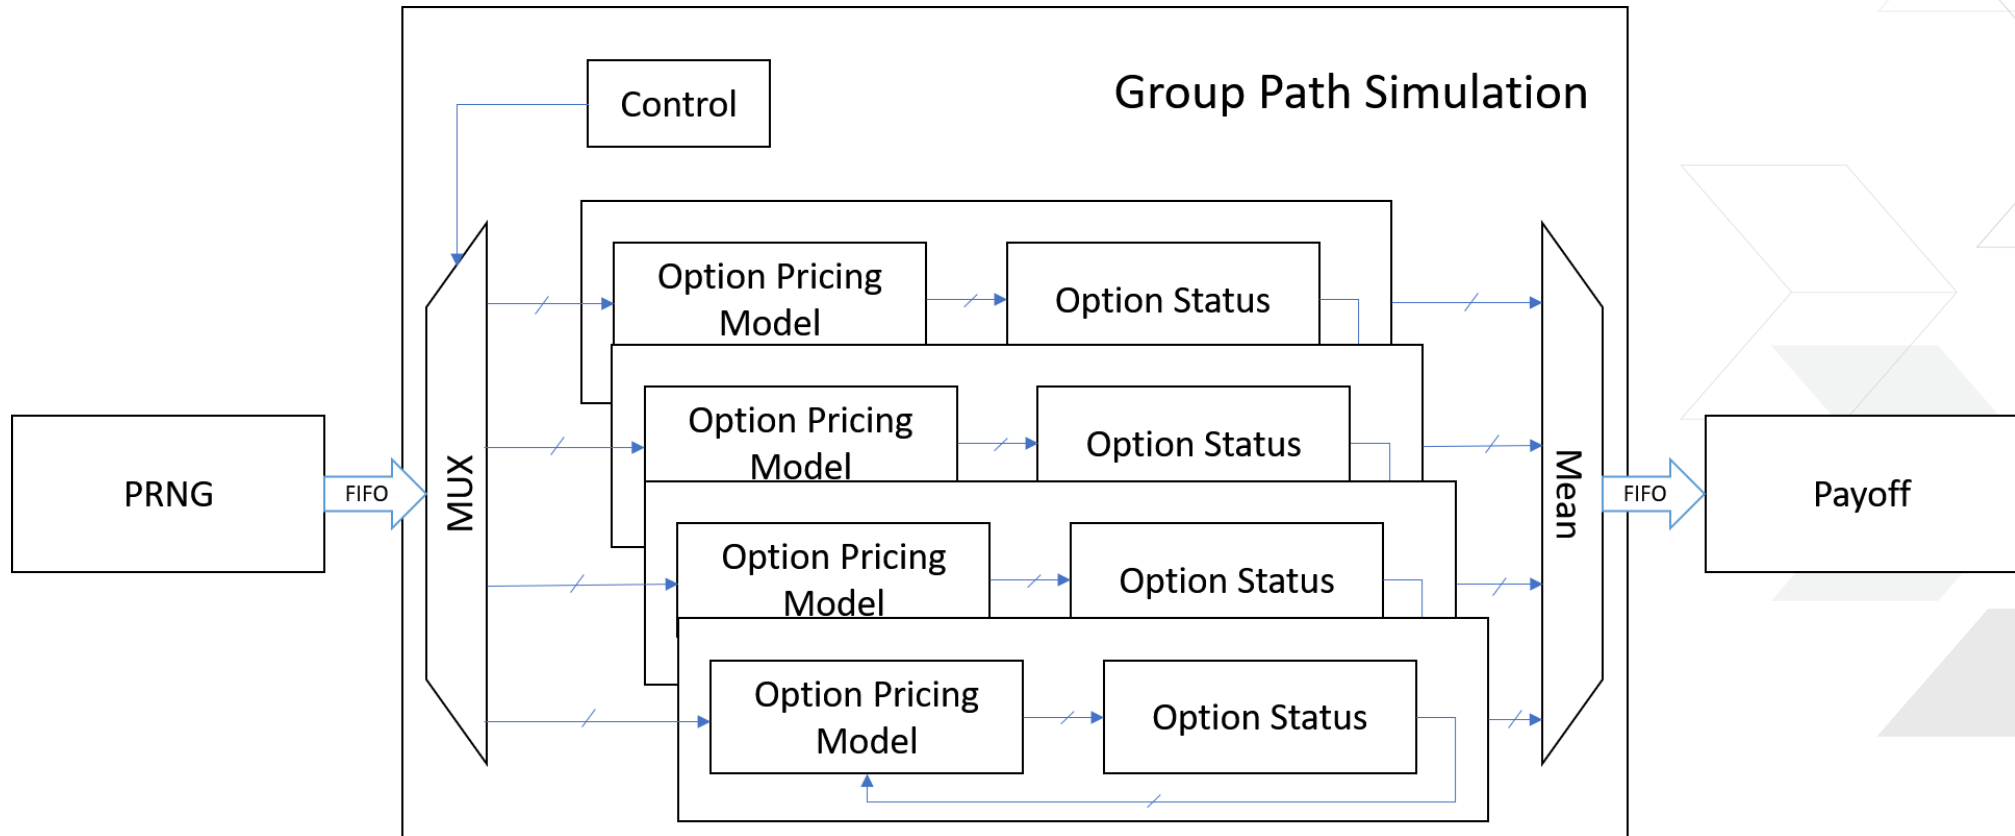 Group Path Simulation
Control
Option Pricing
Model
Option Status
Option Pricing
Model
Option Status
Option Pricing
Model
Option Status
Option Pricing
Model
Option Status
PRNG
FIFO
MUX
Mean
FIFO
Payoff